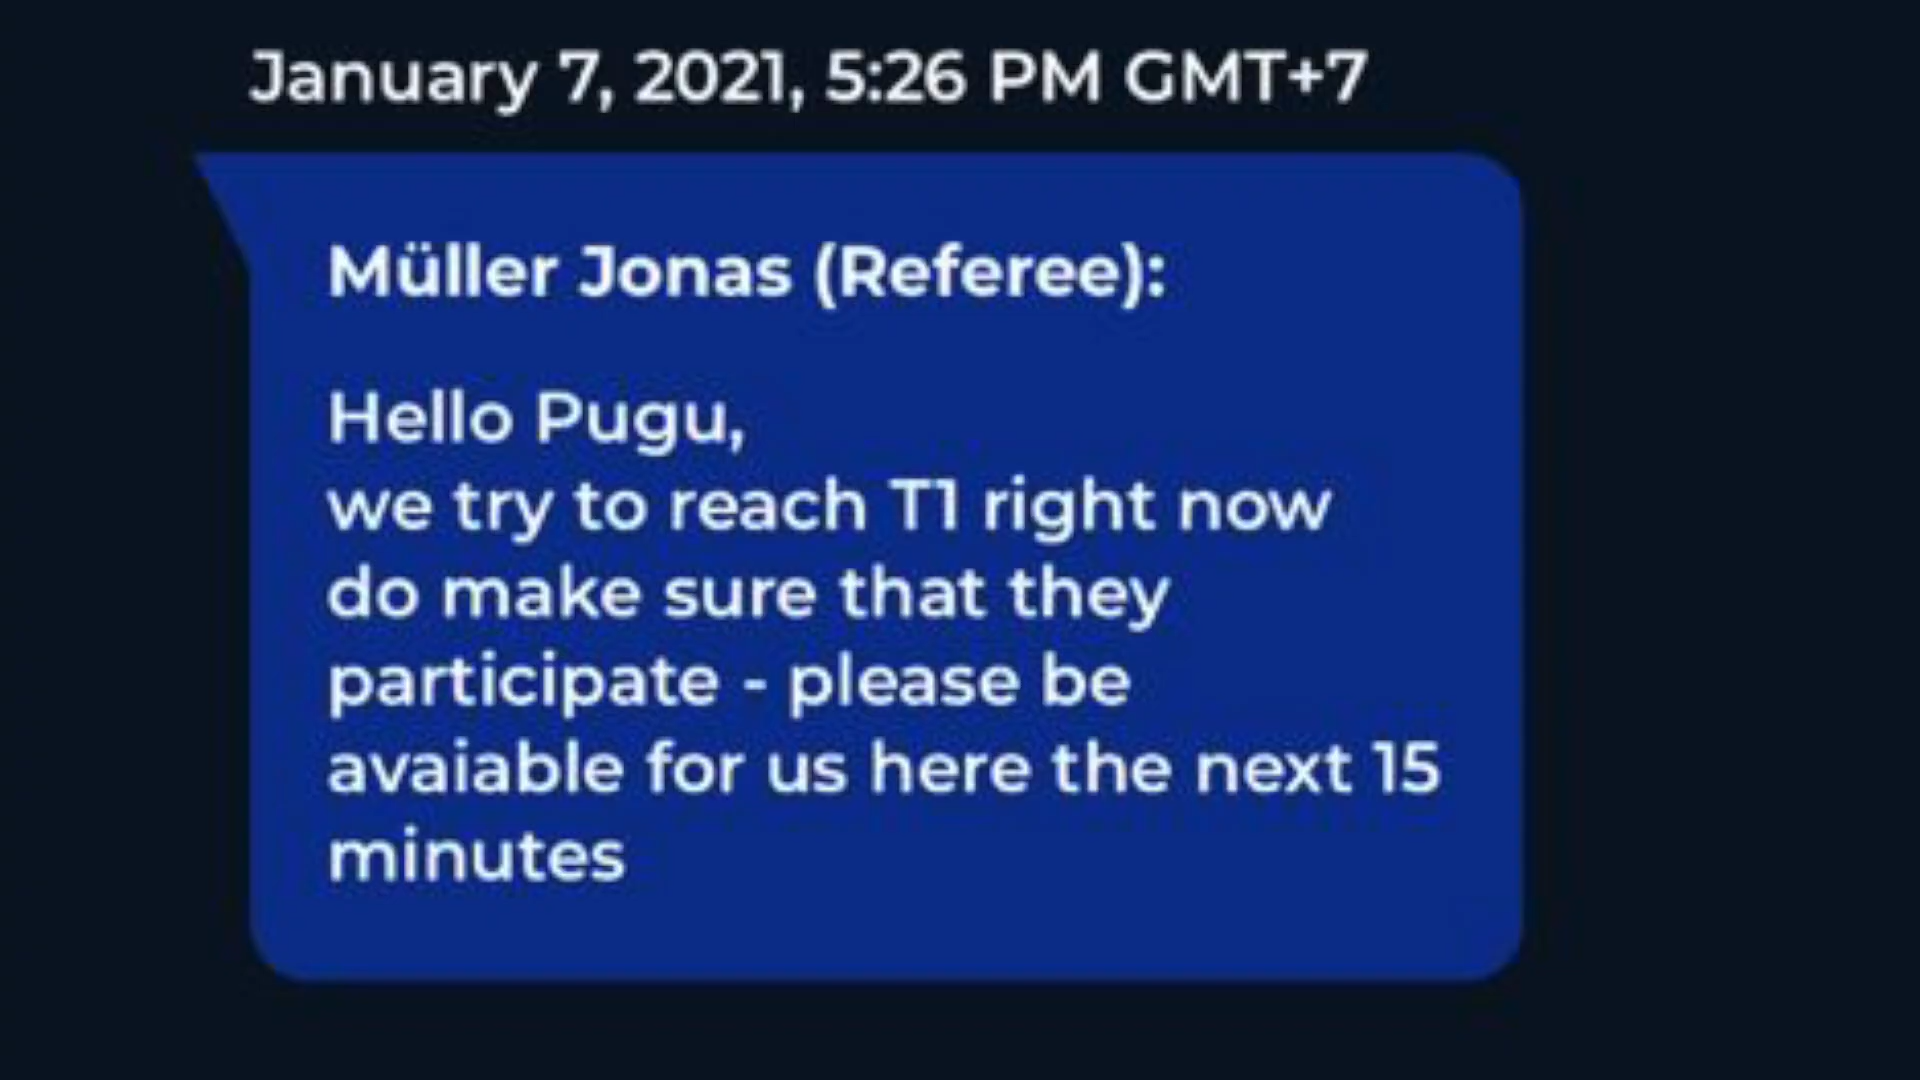 January 7, 2021, 5:26 PM GMT+7
Müller Jonas (Referee):
Hello Pugu,
we try to reach T1 right now
do make sure that they
participate - please be
avaiable for us here the next 15
minutes